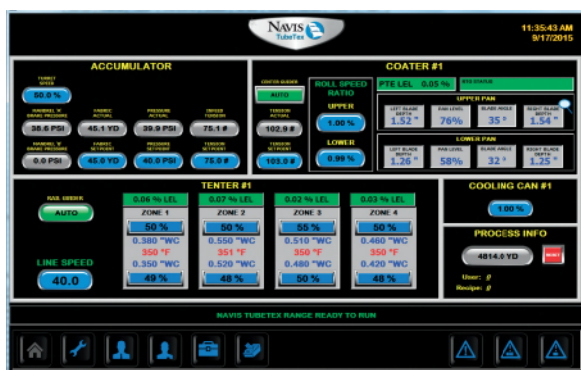 NAVIS
TubeTex
11:35:43 AM
9/17/2015
ACCUMULATOR
TURRET
SPEED
50.0 %
MANDREL 'A'
BRAKE PRESSURE
FABRIC
ACTUAL
PRESSURE
ACTUAL
TENSION
ACTUAL
38.6 PSI
45.1 YD
39.9 PSI
75.1 #
MANDREL 'B'
BRAKE PRESSURE
FABRIC
SETPOINT
PRESSURE
SETPOINT
TENSION
SETPOINT
0.0 PSI
45.0 YD
40.0 PSI
75.0 #
COATER #1
CENTER GUIDER
AUTO
TENSION
ACTUAL
102.9 #
TENSION
SETPOINT
103.0 #
ROLL SPEED
RATIO
UPPER
1.00 %
LOWER
0.99 %
PTE LEL 0.05 %
SYS STATUS
UPPER PAN
LEFT BLADE
DEPTH
1.52 "
PAN LEVEL
76%
BLADE ANGLE
35 °
RIGHT BLADE
DEPTH
1.54 "
LOWER PAN
LEFT BLADE
DEPTH
1.26 "
PAN LEVEL
58%
BLADE ANGLE
32 °
RIGHT BLADE
DEPTH
1.25 "
TENTER #1
RAIL GUIDER
AUTO
LINE SPEED
40.0
0.06 % LEL
0.07 % LEL
0.02 % LEL
0.03 % LEL
ZONE 1
ZONE 2
ZONE 3
ZONE 4
50 %
50 %
55 %
50 %
0.380 "WC
0.550 "WC
0.510 "WC
0.460 "WC
350 °F
351 °F
350 °F
350 °F
0.350 "WC
0.520 "WC
0.480 "WC
0.420 "WC
49 %
48 %
50 %
48 %
COOLING CAN #1
1.00 %
PROCESS INFO
4814.0 YD
RESET
User: #
Recipe: #
NAVIS TUBETEX RANGE READY TO RUN